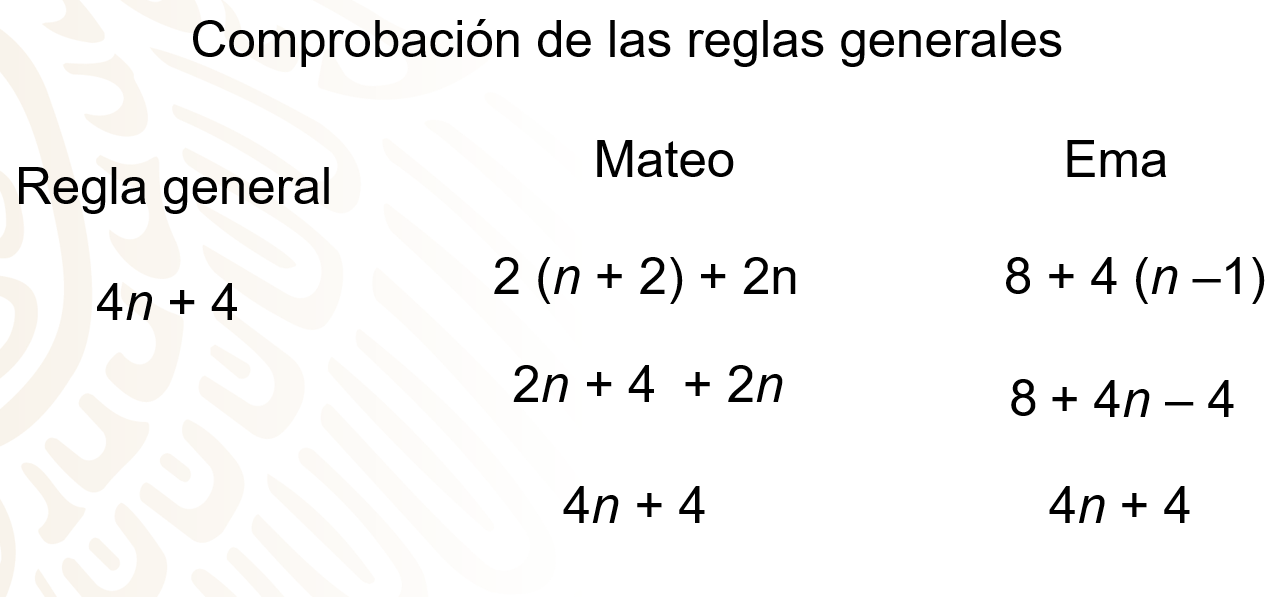 Comprobación de las reglas generales
Regla general
4n + 4
Mateo
2 (n + 2) + 2n
2n + 4 + 2n
4n + 4
Ema
8 + 4 (n –1)
8 + 4n – 4
4n + 4